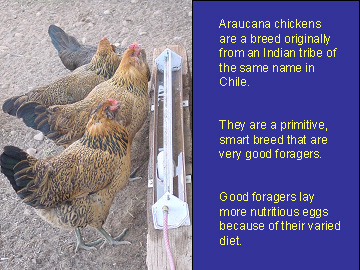 Araucana chickens
are a breed originally
from an Indian tribe of
the same name in
Chile.
They are a primitive,
smart breed that are
very good foragers.
Good foragers lay
more nutritious eggs
because of their varied
diet.